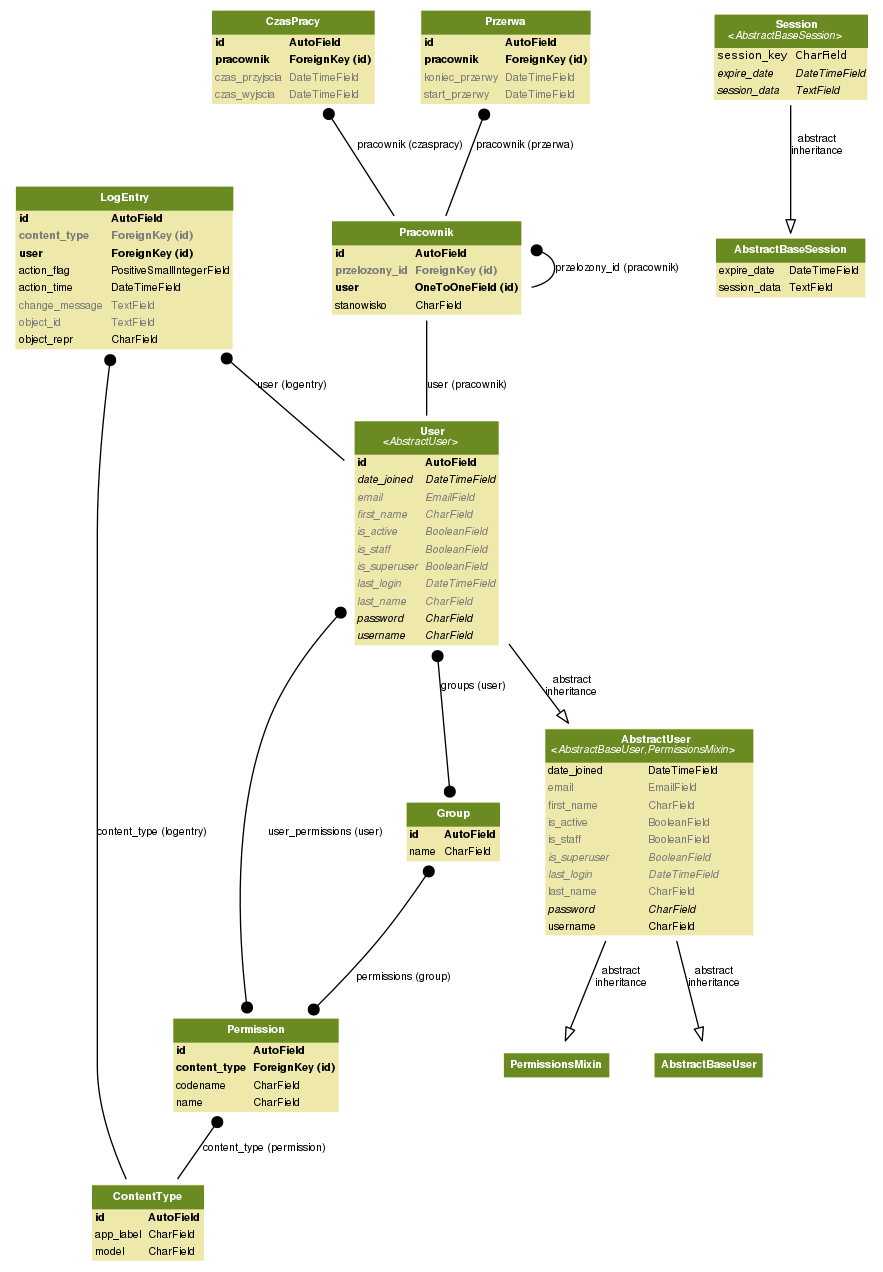 CzasPracy
id AutoField
pracownik ForeignKey (id)
czas_przyjscia DateTimeField
czas_wyjscia DateTimeField
Przerwa
id AutoField
pracownik ForeignKey (id)
koniec_przerwy DateTimeField
start_przerwy DateTimeField
Session
<AbstractBaseSession>
session_key CharField
expire_date DateTimeField
session_data TextField
pracownik (czaspracy)
pracownik (przerwa)
abstract
inheritance
LogEntry
id AutoField
content_type ForeignKey (id)
user ForeignKey (id)
action_flag PositiveSmallIntegerField
action_time DateTimeField
change_message TextField
object_id TextField
object_repr CharField
Pracownik
id AutoField
przelozony_id ForeignKey (id)
user OneToOneField (id)
stanowisko CharField
przelozony_id (pracownik)
AbstractBaseSession
expire_date DateTimeField
session_data TextField
user (logentry)
user (pracownik)
User
<AbstractUser>
id AutoField
date_joined DateTimeField
email EmailField
first_name CharField
is_active BooleanField
is_staff BooleanField
is_superuser BooleanField
last_login DateTimeField
last_name CharField
password CharField
username CharField
groups (user)
abstract
inheritance
AbstractUser
<AbstractBaseUser,PermissionsMixin>
date_joined DateTimeField
email EmailField
first_name CharField
is_active BooleanField
is_staff BooleanField
is_superuser BooleanField
last_login DateTimeField
last_name CharField
password CharField
username CharField
content_type (logentry)
user_permissions (user)
Group
id AutoField
name CharField
permissions (group)
abstract
inheritance
abstract
inheritance
Permission
id AutoField
content_type ForeignKey (id)
codename CharField
name CharField
PermissionsMixin
AbstractBaseUser
content_type (permission)
ContentType
id AutoField
app_label CharField
model CharField